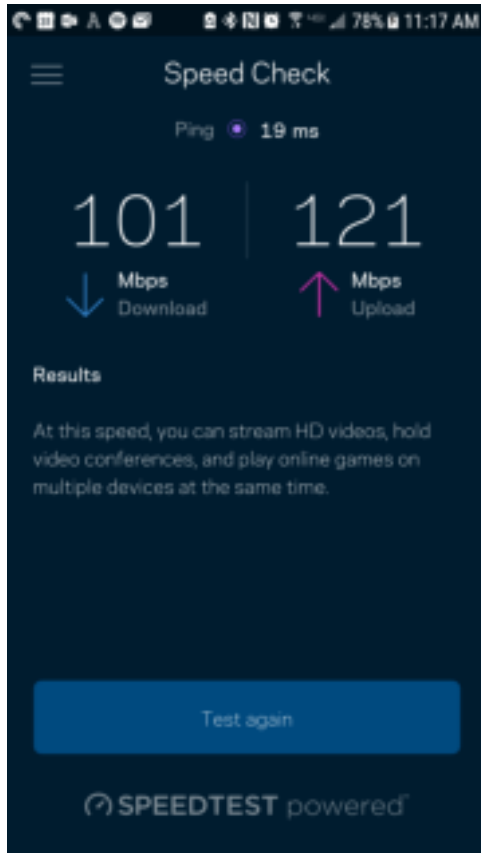 78% 11:17 AM
Speed Check
Ping 19 ms
101 121
Mbps Mbps
Download Upload
Results
At this speed, you can stream HD videos, hold
video conferences, and play online games on
multiple devices at the same time.
Test again
SPEEDTEST powered